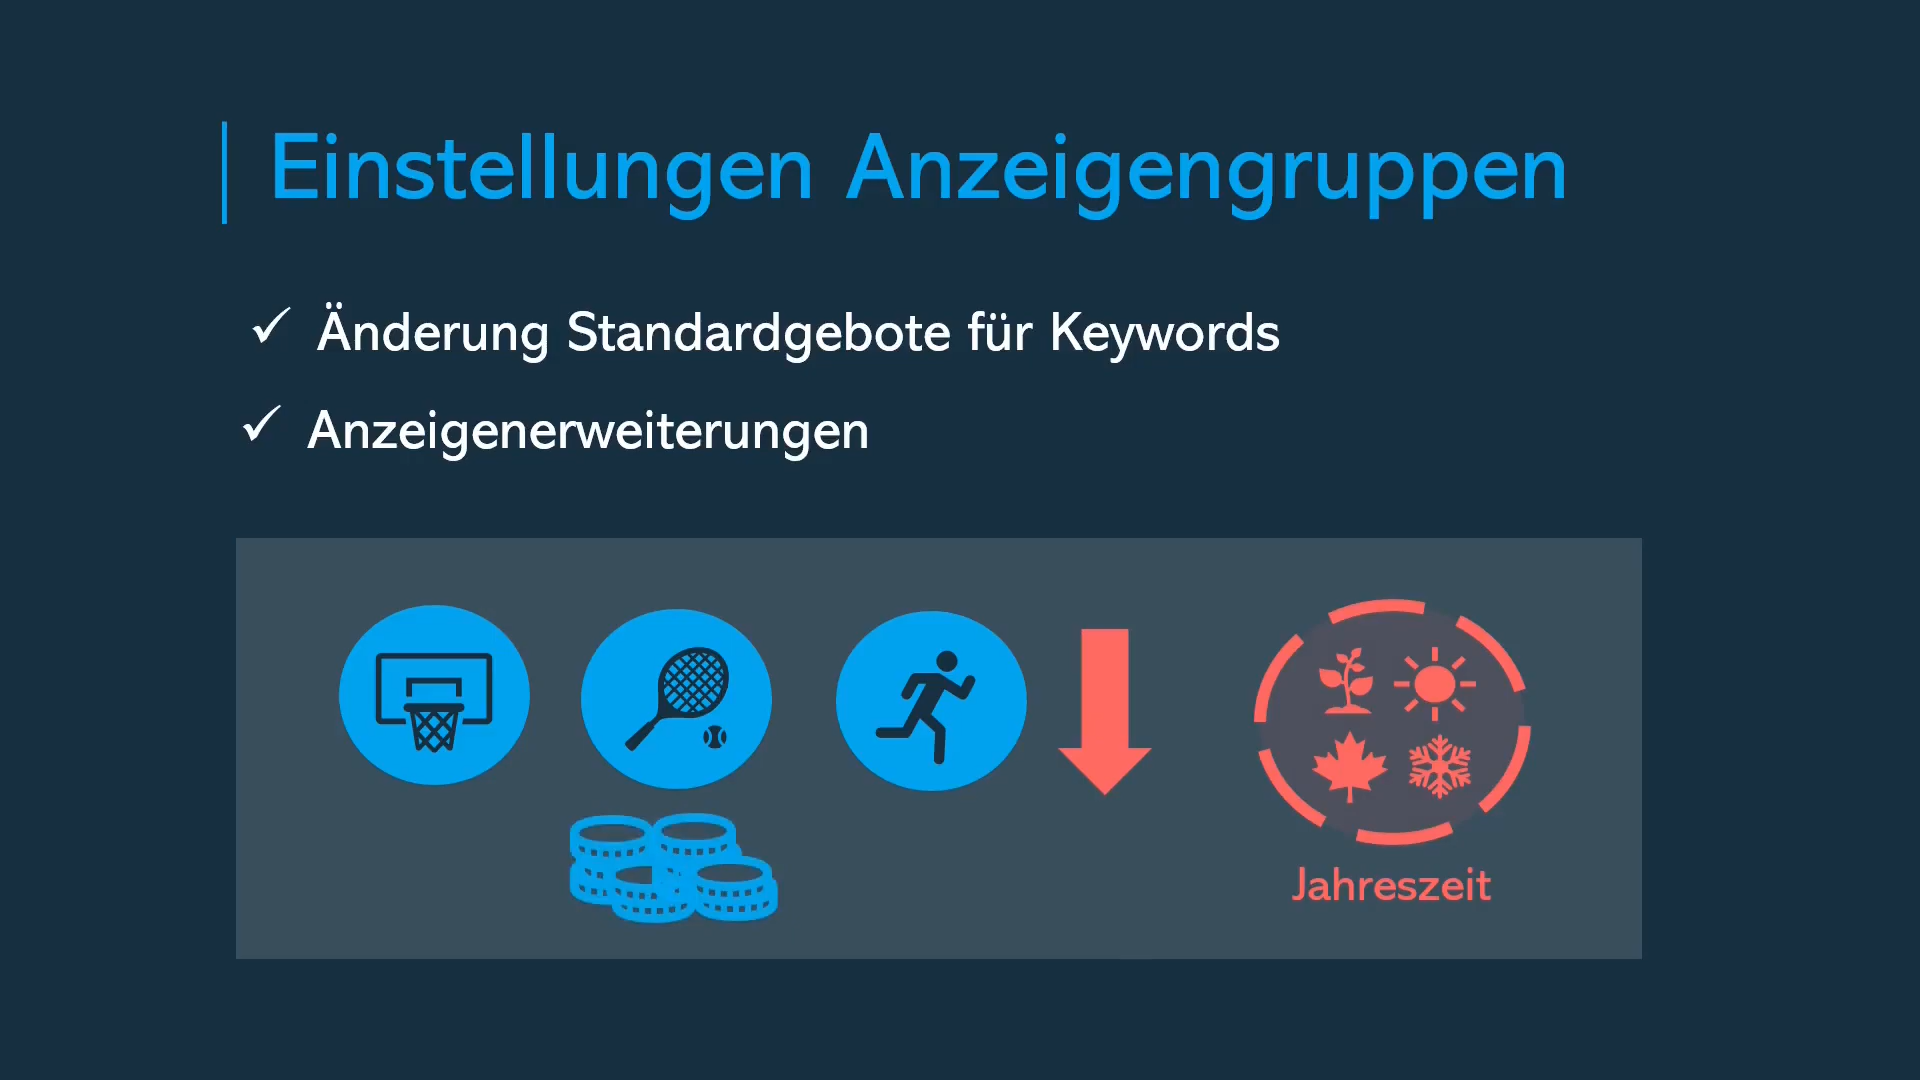 Einstellungen Anzeigengruppen
Änderung Standardgebote für Keywords
Anzeigenerweiterungen
Jahreszeit